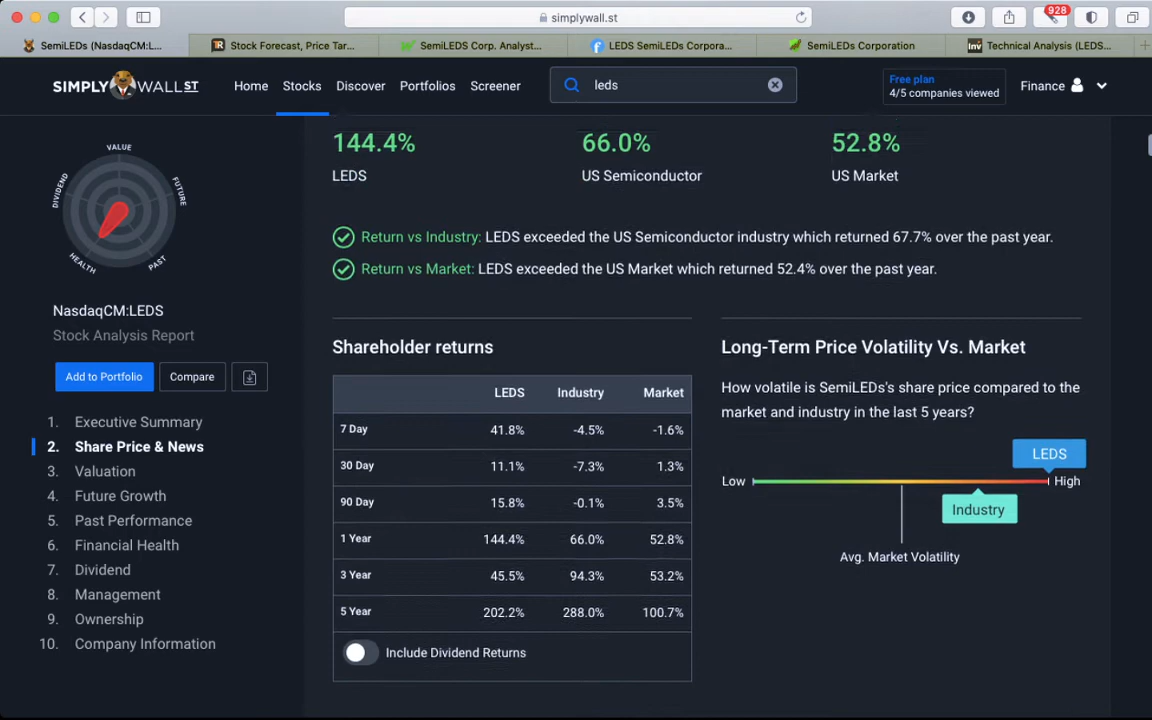 simplywall.st
928
SemiLEDs (NasdaqCM:L...
Stock Forecast, Price Tar...
SemiLEDS Corp. Analyst...
LEDS SemiLEDs Corpora...
SemiLEDs Corporation
Inv
Technical Analysis (LEDS...
SIMPLY WALL ST
Home
Stocks
Discover
Portfolios
Screener
leds
Free plan
4/5 companies viewed
Finance
VALUE
FUTURE
PAST
HEALTH
DIVIDEND
NasdaqCM:LEDS
Stock Analysis Report
Add to Portfolio
Compare
1. Executive Summary
2. Share Price & News
3. Valuation
4. Future Growth
5. Past Performance
6. Financial Health
7. Dividend
8. Management
9. Ownership
10. Company Information
144.4% 66.0% 52.8%
LEDS US Semiconductor US Market
Return vs Industry: LEDS exceeded the US Semiconductor industry which returned 67.7% over the past year.
Return vs Market: LEDS exceeded the US Market which returned 52.4% over the past year.
Shareholder returns
LEDS Industry Market
7 Day 41.8% -4.5% -1.6%
30 Day 11.1% -7.3% 1.3%
90 Day 15.8% -0.1% 3.5%
1 Year 144.4% 66.0% 52.8%
3 Year 45.5% 94.3% 53.2%
5 Year 202.2% 288.0% 100.7%
Include Dividend Returns
Long-Term Price Volatility Vs. Market
How volatile is SemiLEDs's share price compared to the
market and industry in the last 5 years?
LEDS
Low High
Industry
Avg. Market Volatility